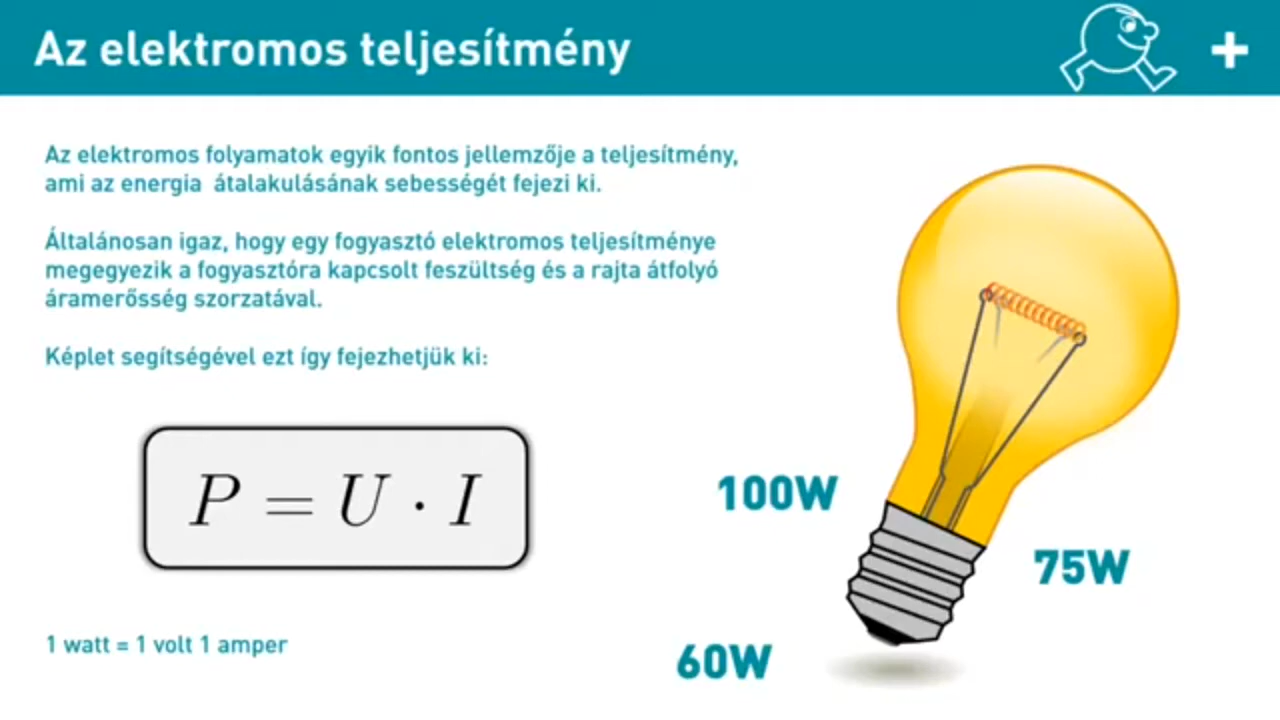 Az elektromos teljesítmény
Az elektromos folyamatok egyik fontos jellemzője a teljesítmény,
ami az energia átalakulásának sebességét fejezi ki.
Általánosan igaz, hogy egy fogyasztó elektromos teljesítménye
megegyezik a fogyasztóra kapcsolt feszültség és a rajta átfolyó
áramerősség szorzatával.
Képlet segítségével ezt így fejezhetjük ki:
P = U · I
100W
75W
1 watt = 1 volt 1 amper
60W